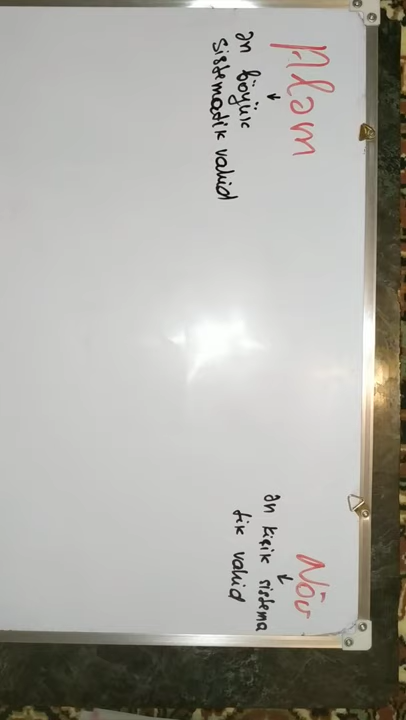 Aləm
ən böyük
sistematik vahid
Növ
ən kiçik sistema
tik vahid